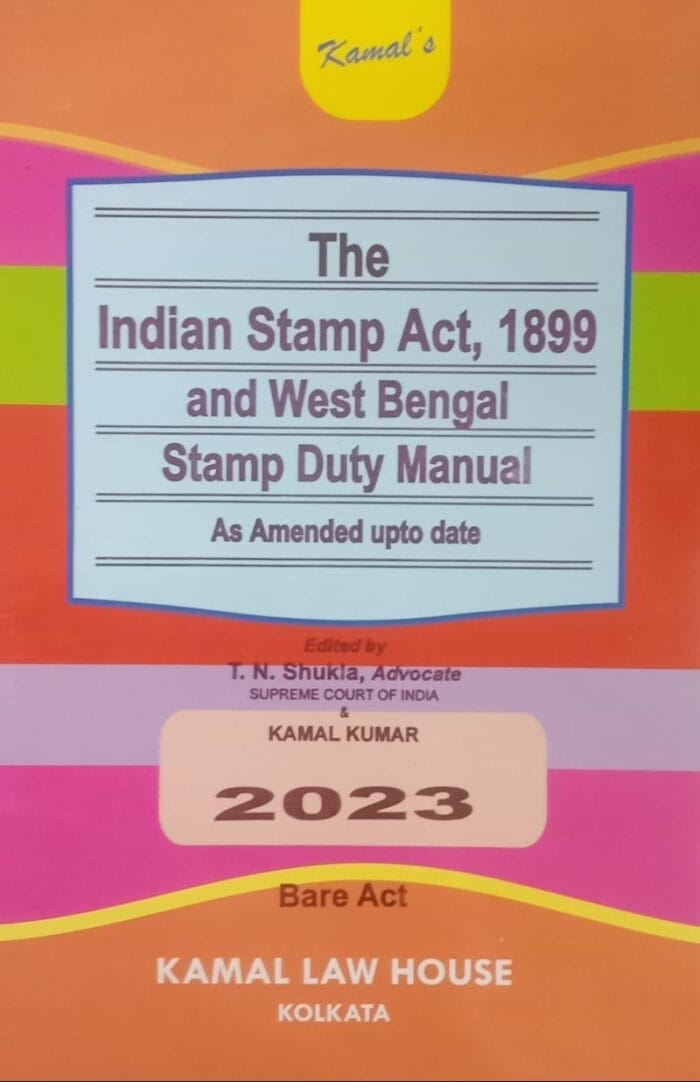 Kamal's
The
Indian Stamp Act, 1899
and West Bengal
Stamp Duty Manual
As Amended upto date
Edited by
T. N. Shukla, Advocate
SUPREME COURT OF INDIA
&
KAMAL KUMAR
2023
Bare Act
KAMAL LAW HOUSE
KOLKATA